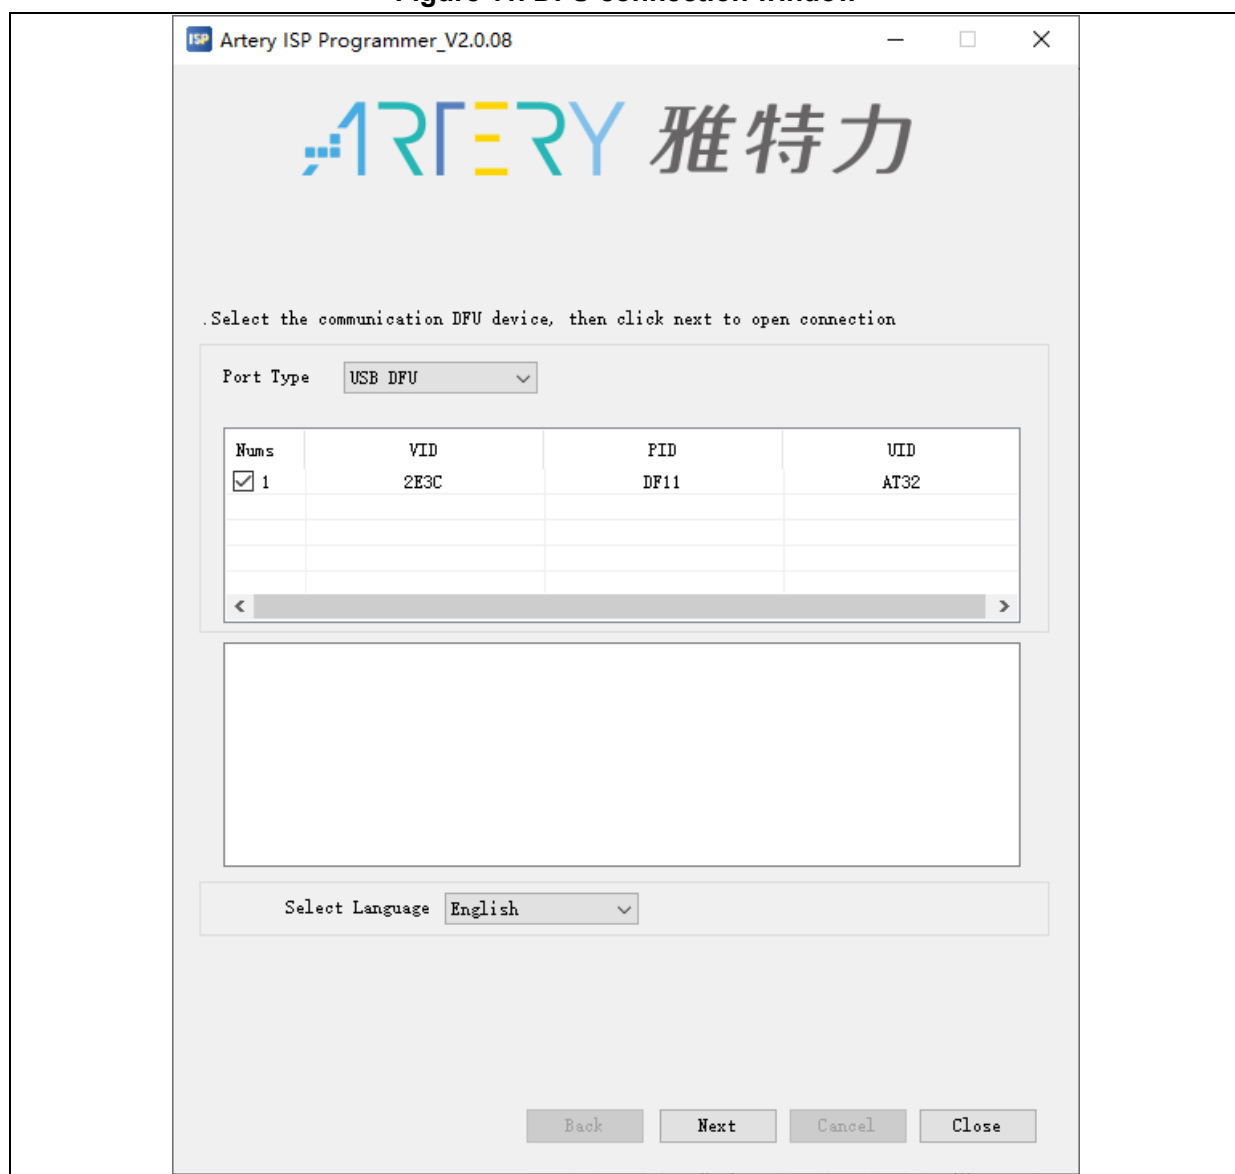 ISP Artery ISP Programmer_V2.0.08
ARTERY 雅特力
.Select the communication DFU device, then click next to open connection
Port Type USB DFU
Nums VID PID UID
1 2E3C DF11 AT32
Select Language English
Back Next Cancel Close